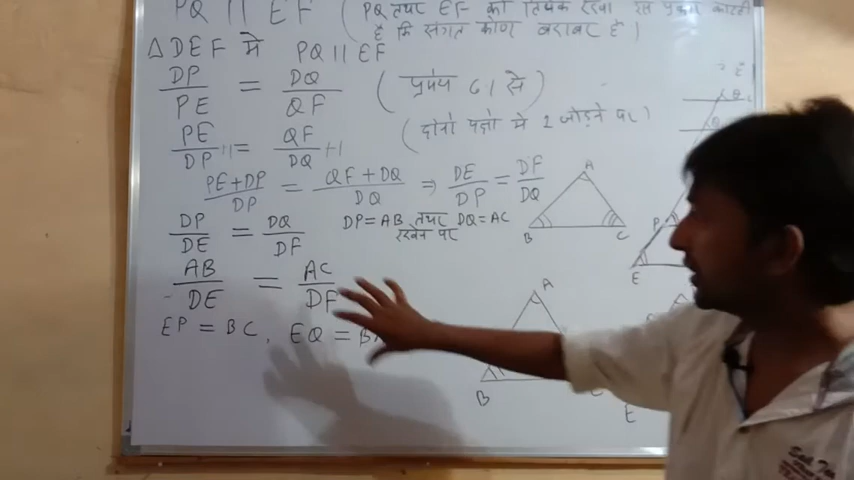 PQ || EF (PQ तथा EF को तिर्यक रेखा इस प्रकार काटती
है कि संगत कोण बराबर है।
△DEF में PQ || EF
DP/PE = DQ/QF (प्रमेय 6.1 से)
PE/DP +1 = QF/DQ +1 (दोनों पक्षों में 1 जोड़ने पर)
PE+DP/DP = QF+DQ/DQ ⇒ DE/DP = DF/DQ
DP/DE = DQ/DF DP=AB तथा DQ=AC
रखने पर
AB/DE = AC/DF
EP = BC, EQ =
A
B
C
P
E
A
B
E